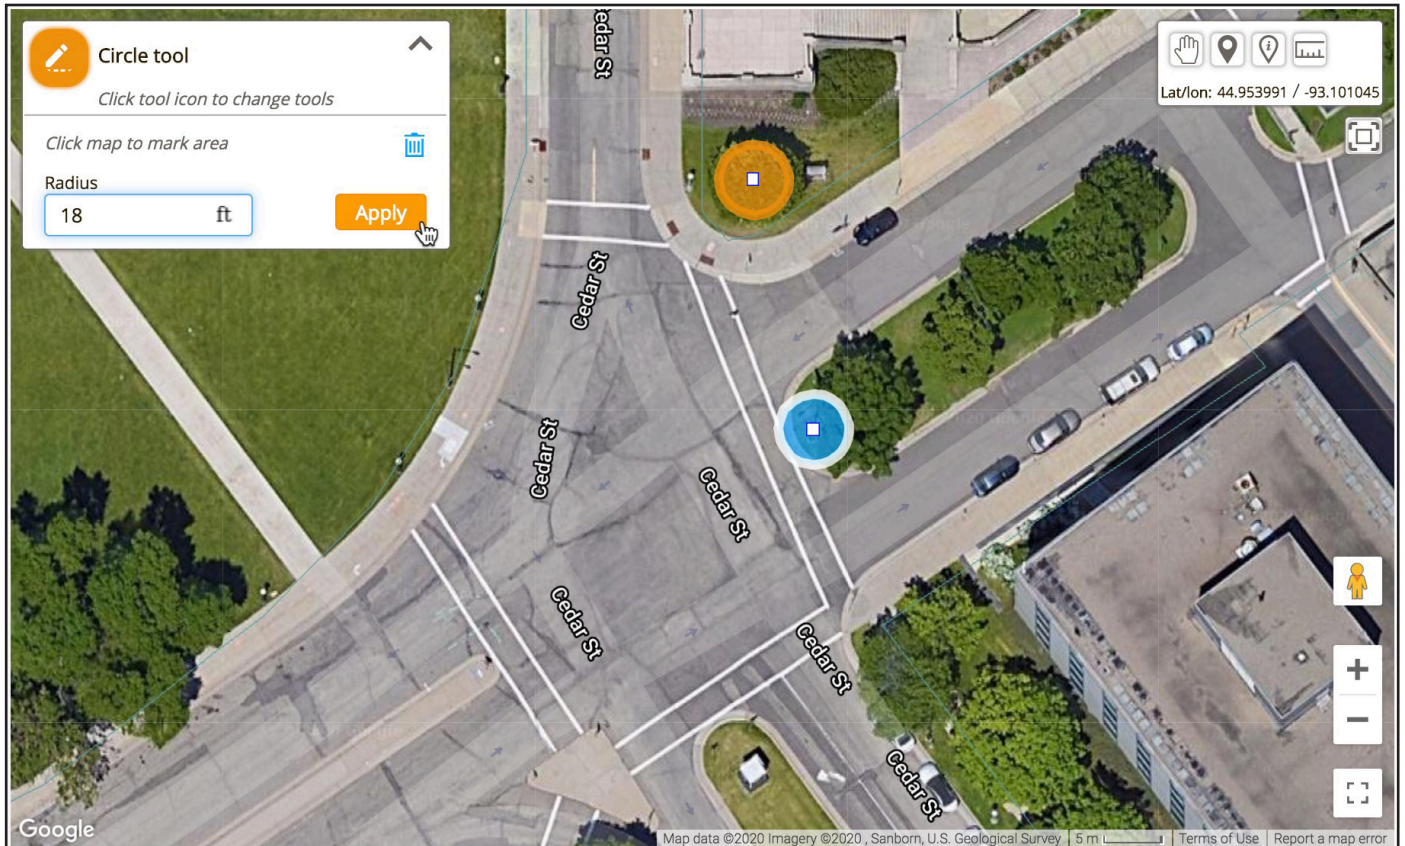 Circle tool
Click tool icon to change tools
Click map to mark area
Radius
18 ft
Apply
Lat/lon: 44.953991 / -93.101045
Cedar St
Cedar St
Cedar St
Cedar St
Cedar St
Cedar St
Cedar St
Google
Map data ©2020 Imagery ©2020 , Sanborn, U.S. Geological Survey
5 m
Terms of Use
Report a map error